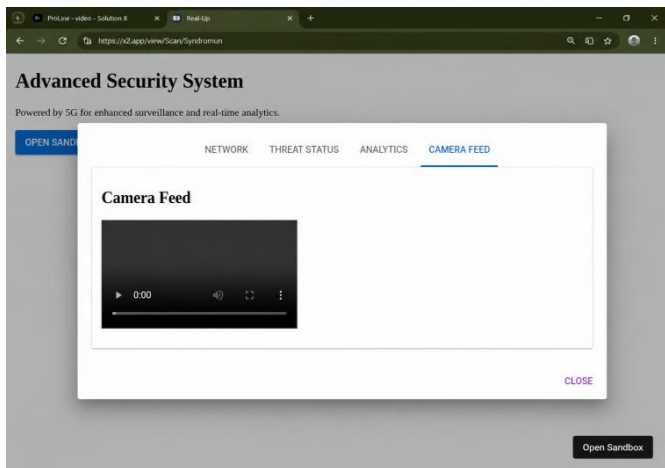 ProLine - video - Solution X
Real-Up
https://x2.app/view/Scan/Syndromun
Advanced Security System
Powered by 5G for enhanced surveillance and real-time analytics.
OPEN SAND
NETWORK THREAT STATUS ANALYTICS CAMERA FEED
Camera Feed
0:00
CLOSE
Open Sandbox